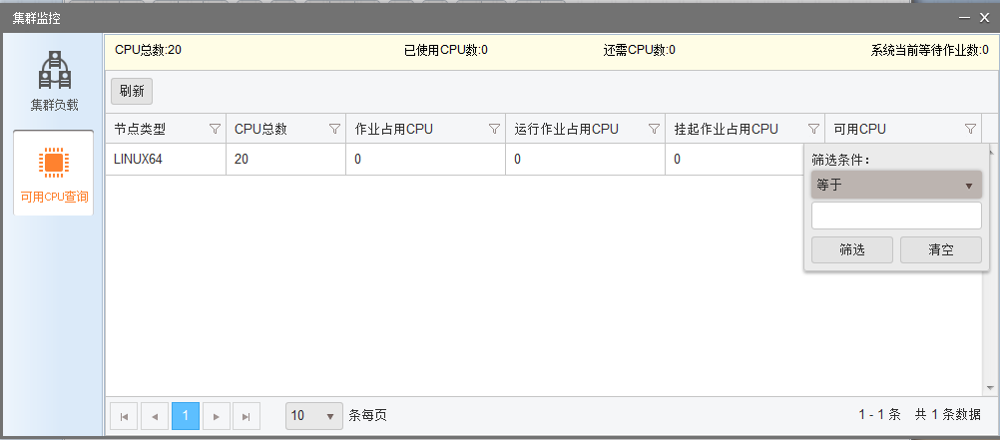 集群监控
CPU总数:20 已使用CPU数:0 还需CPU数:0 系统当前等待作业数:0
集群负载
可用CPU查询
刷新
节点类型 CPU总数 作业占用CPU 运行作业占用CPU 挂起作业占用CPU 可用CPU
LINUX64 20 0 0 0
筛选条件:
等于
筛选 清空
1 10 条每页 1 - 1 条 共 1 条数据